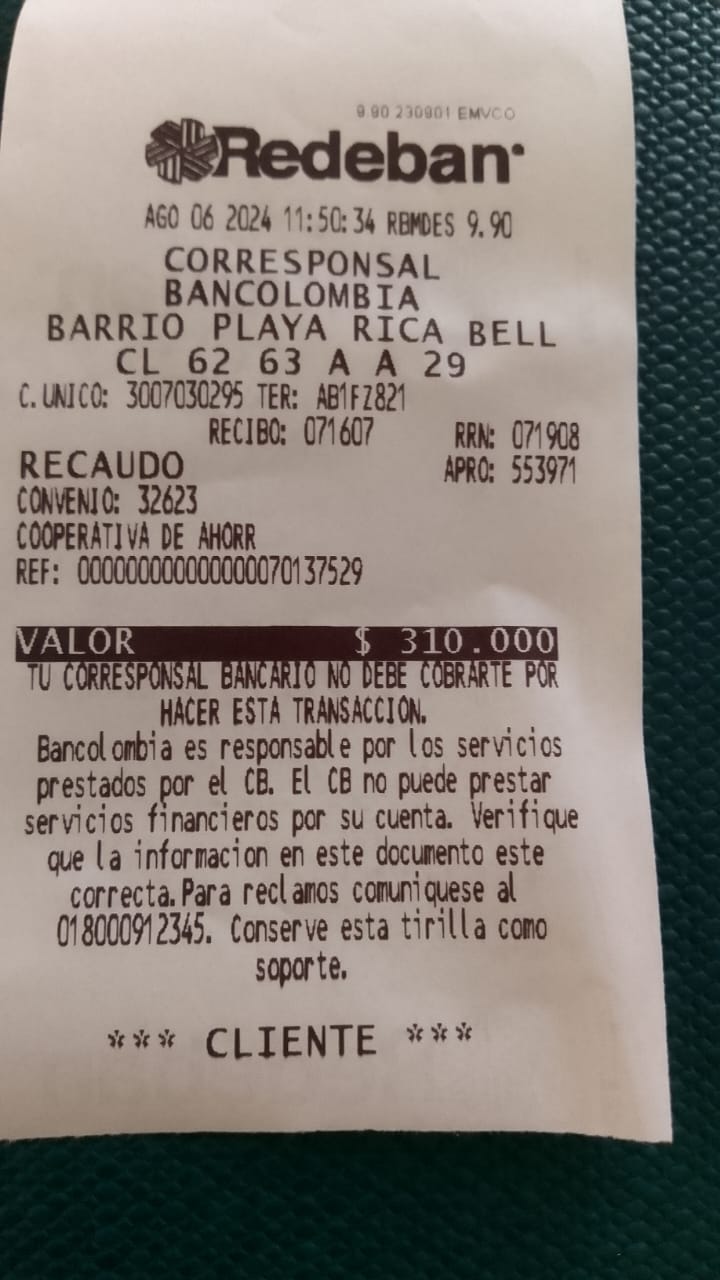 9.90 230901 EMVCO
Redeban
AGO 06 2024 11:50:34 RBMDES 9.90
CORRESPONSAL
BANCOLOMBIA
BARRIO PLAYA RICA BELL
CL 62 63 A A 29
C.UNICO: 3007030295 TER: AB1FZ821
RECIBO: 071607 RRN: 071908
RECAUDO APRO: 553971
CONVENIO: 32623
COOPERATIVA DE AHORR
REF: 000000000000000070137529
VALOR $ 310.000
TU CORRESPONSAL BANCARIO NO DEBE COBRARTE POR
HACER ESTA TRANSACCION.
Bancolombia es responsable por los servicios
prestados por el CB. El CB no puede prestar
servicios financieros por su cuenta. Verifique
que la informacion en este documento este
correcta.Para reclamos comuniquese al
018000912345. Conserve esta tirilla como
soporte.
*** CLIENTE ***